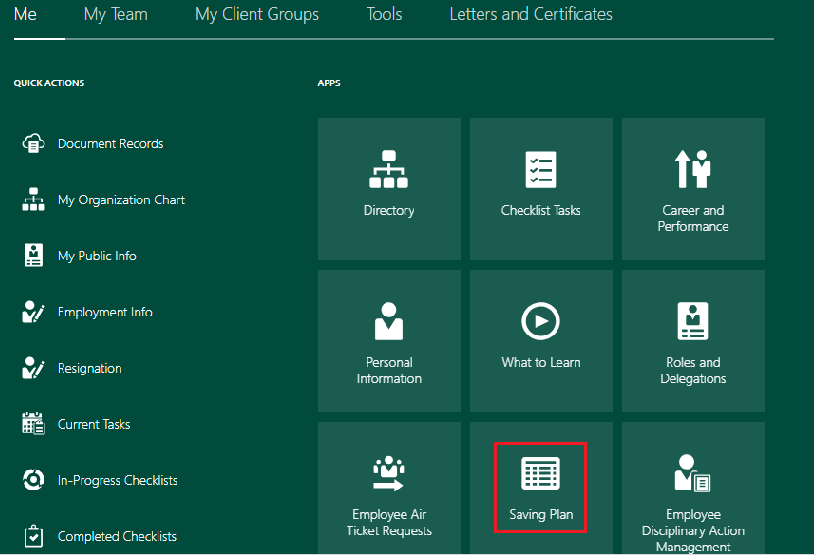 Me
My Team
My Client Groups
Tools
Letters and Certificates
QUICK ACTIONS
Document Records
My Organization Chart
My Public Info
Employment Info
Resignation
Current Tasks
In-Progress Checklists
Completed Checkists
APPS
Directory
Checklist Tasks
Career and
Performance
Personal
Information
What to Learn
Roles and
Delegations
Employee Air
Ticket Requests
Saving Plan
Employee
Disciplinary Action
Management